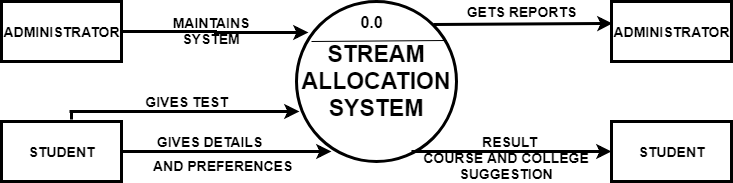 ADMINISTRATOR
MAINTAINS
SYSTEM
0.0
STREAM
ALLOCATION
SYSTEM
GETS REPORTS
ADMINISTRATOR
GIVES TEST
STUDENT
GIVES DETAILS
AND PREFERENCES
RESULT
COURSE AND COLLEGE
SUGGESTION
STUDENT